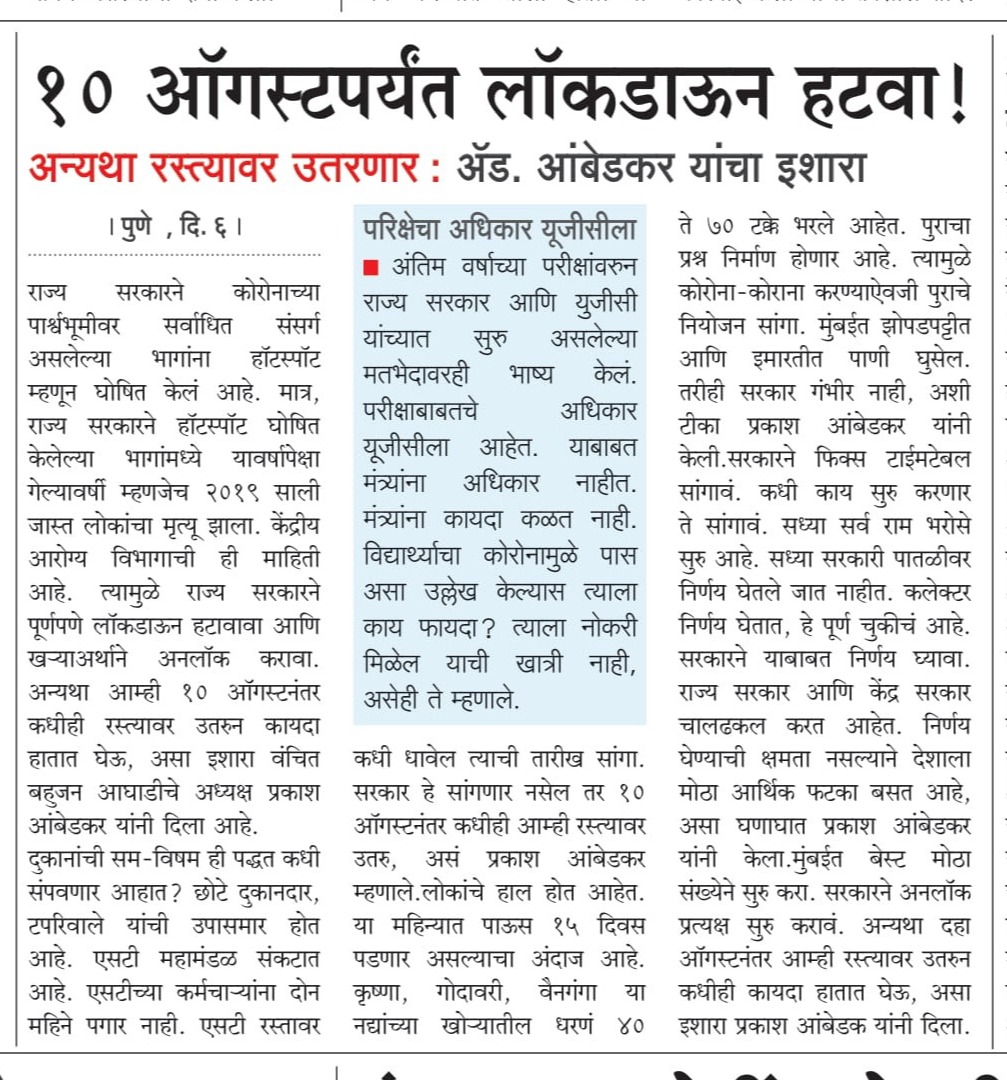 १० ऑगस्टपर्यंत लॉकडाऊन हटवा!
अन्यथा रस्त्यावर उतरणार : ॲड. आंबेडकर यांचा इशारा
। पुणे , दि. ६ ।
राज्य सरकारने कोरोनाच्या
पार्श्वभूमीवर सर्वाधित संसर्ग
असलेल्या भागांना हॉटस्पॉट
म्हणून घोषित केलं आहे. मात्र,
राज्य सरकारने हॉटस्पॉट घोषित
केलेल्या भागांमध्ये यावर्षापेक्षा
गेल्यावर्षी म्हणजेच २०१९ साली
जास्त लोकांचा मृत्यू झाला. केंद्रीय
आरोग्य विभागाची ही माहिती
आहे. त्यामुळे राज्य सरकारने
पूर्णपणे लॉकडाऊन हटावावा आणि
खऱ्याअर्थाने अनलॉक करावा.
अन्यथा आम्ही १० ऑगस्टनंतर
कधीही रस्त्यावर उतरुन कायदा
हातात घेऊ, असा इशारा वंचित
बहुजन आघाडीचे अध्यक्ष प्रकाश
आंबेडकर यांनी दिला आहे.
दुकानांची सम-विषम ही पद्धत कधी
संपवणार आहात? छोटे दुकानदार,
टपरिवाले यांची उपासमार होत
आहे. एसटी महामंडळ संकटात
आहे. एसटीच्या कर्मचाऱ्यांना दोन
महिने पगार नाही. एसटी रस्तावर
परिक्षेचा अधिकार यूजीसीला
■ अंतिम वर्षाच्या परीक्षांवरुन
राज्य सरकार आणि युजीसी
यांच्यात सुरु असलेल्या
मतभेदावरही भाष्य केलं.
परीक्षाबाबतचे अधिकार
यूजीसीला आहेत. याबाबत
मंत्र्यांना अधिकार नाहीत.
मंत्र्यांना कायदा कळत नाही.
विद्यार्थ्याचा कोरोनामुळे पास
असा उल्लेख केल्यास त्याला
काय फायदा? त्याला नोकरी
मिळेल याची खात्री नाही,
असेही ते म्हणाले.
कधी धावेल त्याची तारीख सांगा.
सरकार हे सांगणार नसेल तर १०
ऑगस्टनंतर कधीही आम्ही रस्त्यावर
उतरु, असं प्रकाश आंबेडकर
म्हणाले.लोकांचे हाल होत आहेत.
या महिन्यात पाऊस १५ दिवस
पडणार असल्याचा अंदाज आहे.
कृष्णा, गोदावरी, वैनगंगा या
नद्यांच्या खोऱ्यातील धरणं ४०
ते ७० टक्के भरले आहेत. पुराचा
प्रश्न निर्माण होणार आहे. त्यामुळे
कोरोना-कोराना करण्याऐवजी पुराचे
नियोजन सांगा. मुंबईत झोपडपट्टीत
आणि इमारतीत पाणी घुसेल.
तरीही सरकार गंभीर नाही, अशी
टीका प्रकाश आंबेडकर यांनी
केली.सरकारने फिक्स टाईमटेबल
सांगावं. कधी काय सुरु करणार
ते सांगावं. सध्या सर्व राम भरोसे
सुरु आहे. सध्या सरकारी पातळीवर
निर्णय घेतले जात नाहीत. कलेक्टर
निर्णय घेतात, हे पूर्ण चुकीचं आहे.
सरकारने याबाबत निर्णय घ्यावा.
राज्य सरकार आणि केंद्र सरकार
चालढकल करत आहेत. निर्णय
घेण्याची क्षमता नसल्याने देशाला
मोठा आर्थिक फटका बसत आहे,
असा घणाघात प्रकाश आंबेडकर
यांनी केला.मुंबईत बेस्ट मोठा
संख्येने सुरु करा. सरकारने अनलॉक
प्रत्यक्ष सुरु करावं. अन्यथा दहा
ऑगस्टनंतर आम्ही रस्त्यावर उतरुन
कधीही कायदा हातात घेऊ, असा
इशारा प्रकाश आंबेडक यांनी दिला.